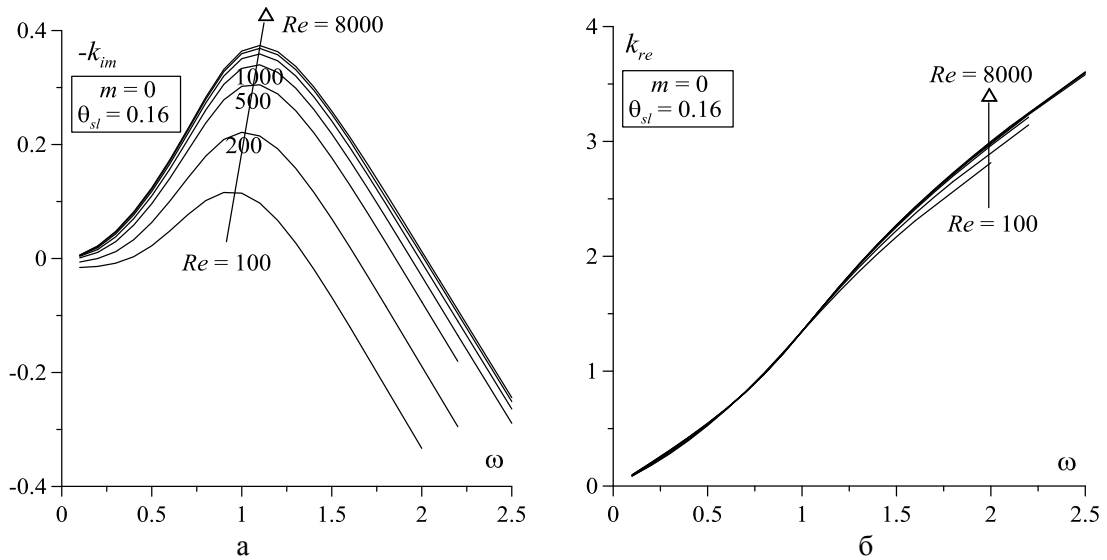 0.4
0.2
0
-0.2
-0.4
-k_im
m = 0
θ_sl = 0.16
Re = 8000
1000
500
200
Re = 100
ω
0 0.5 1 1.5 2 2.5
а
4
3
2
1
0
k_re
m = 0
θ_sl = 0.16
Re = 8000
Re = 100
ω
0 0.5 1 1.5 2 2.5
б